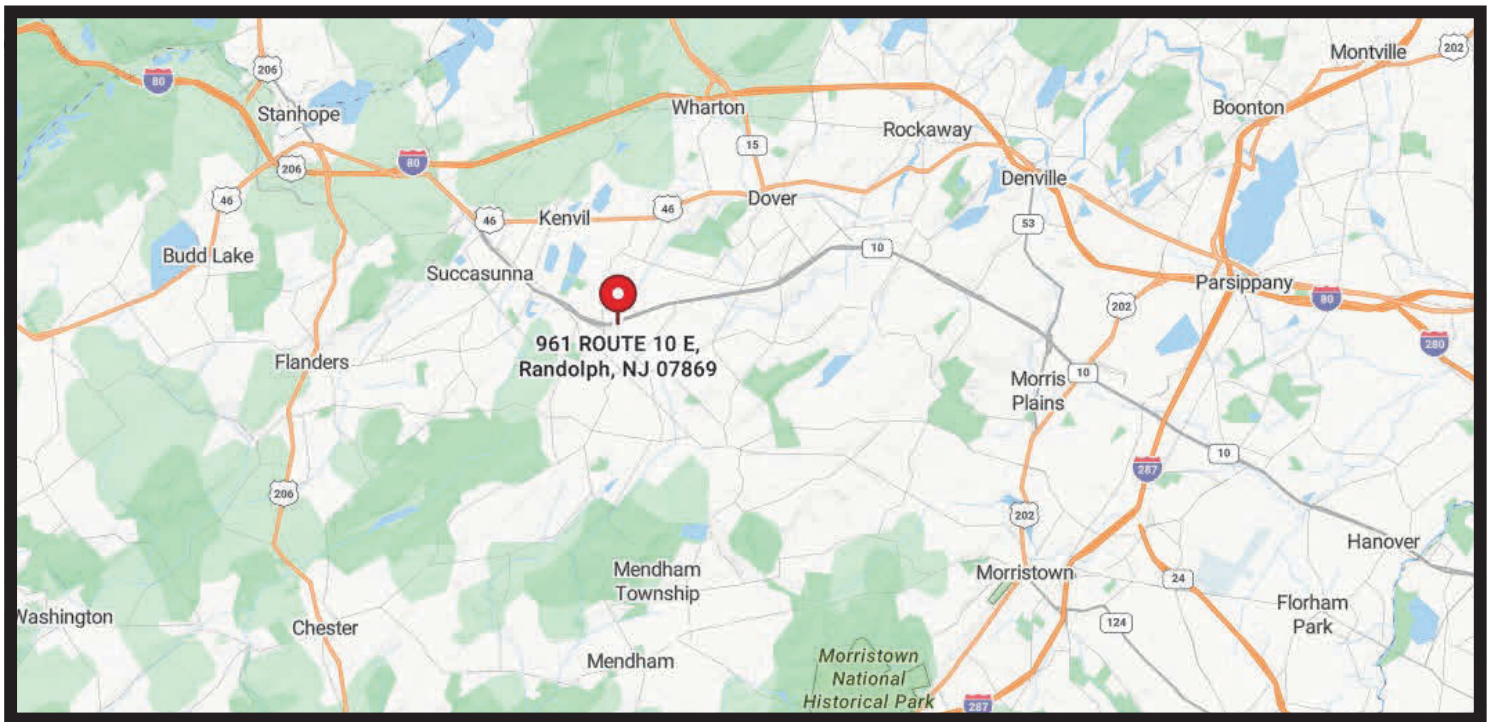 Montville
202
206
80
Stanhope
Wharton
Boonton
Rockaway
15
80
206
Denville
46
Dover
46
46
Kenvil
53
10
Budd Lake
Succasunna
Parsippany
80
202
961 ROUTE 10 E,
Randolph, NJ 07869
280
Flanders
10
Morris
Plains
10
287
206
202
Hanover
Mendham
Township
Morristown
24
Washington
Chester
124
Florham
Park
Mendham
Morristown
National
Historical Park
287